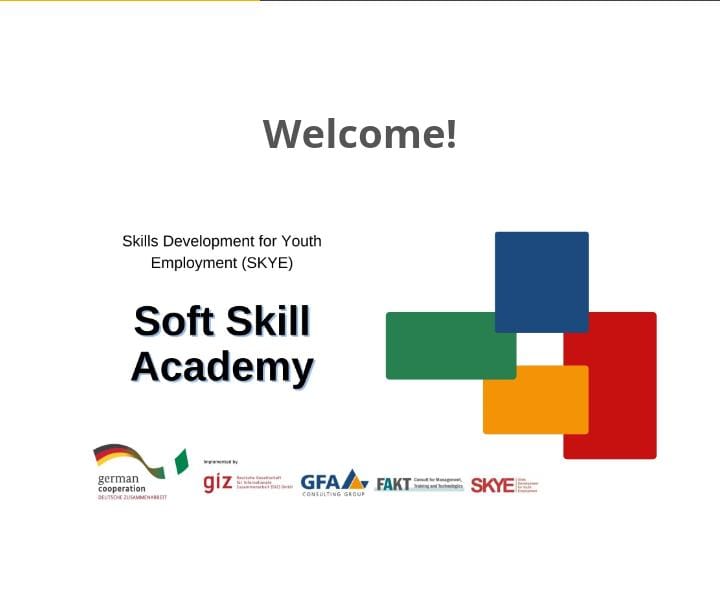 Welcome!
Skills Development for Youth
Employment (SKYE)
Soft Skill
Academy
german
cooperation
DEUTSCHE ZUSAMMENARBEIT
Implemented by
giz
Deutsche Gesellschaft
für Internationale
Zusammenarbeit (GIZ) GmbH
GFA
CONSULTING GROUP
FAKT
Consult for Management,
Training and Technologies
SKYE
Skills
Development
for Youth
Employment